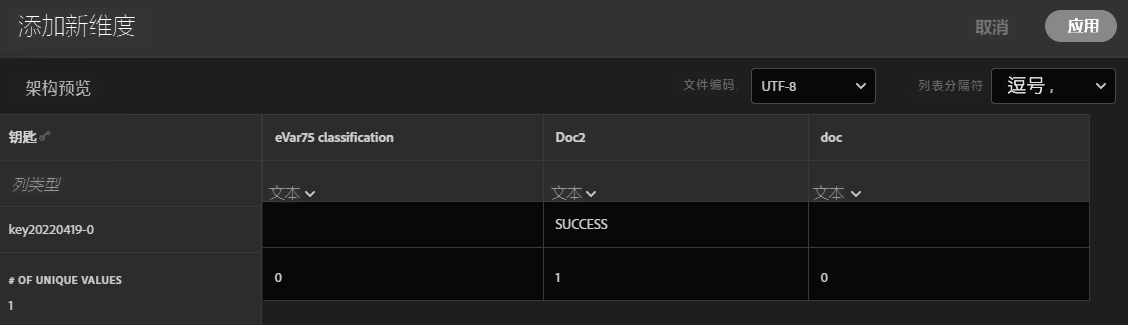 添加新维度
取消
应用
架构预览
文件编码
UTF-8
列表分隔符
逗号 ,
钥匙
eVar75 classification
Doc2
doc
列类型
文本
文本
文本
key20220419-0
SUCCESS
# OF UNIQUE VALUES
0
1
0
1